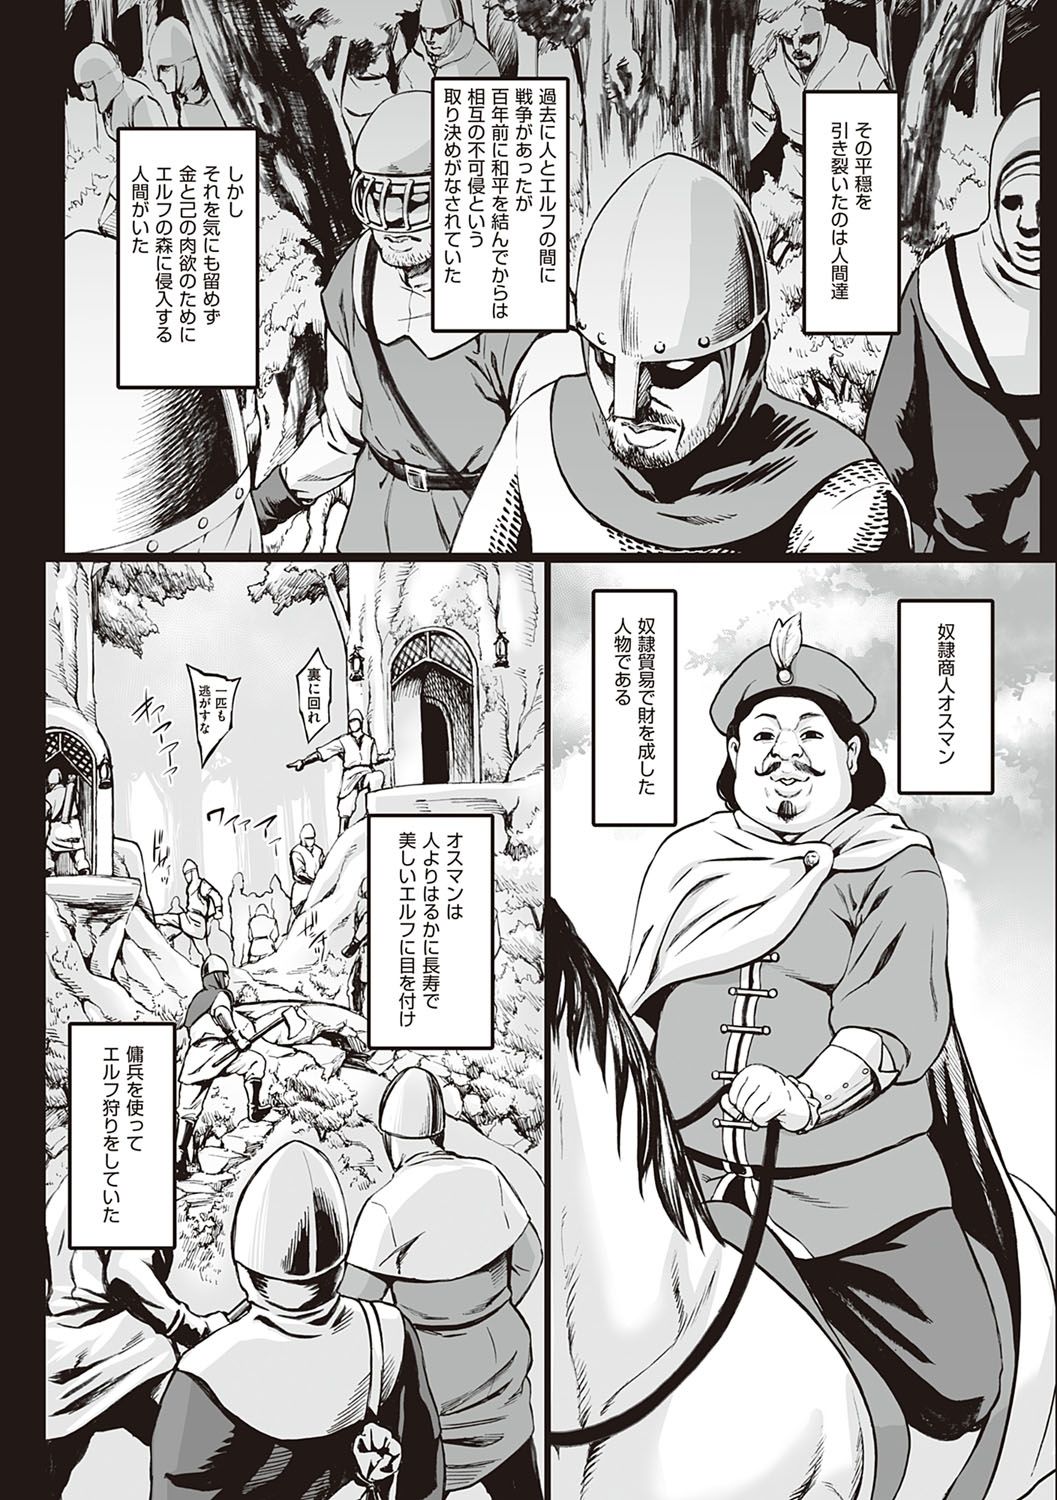 その平穏を
引き裂いたのは人間達
過去に人とエルフの間に
戦争があったが
百年前に和平を結んでからは
相互の不可侵という
取り決めがなされていた
しかし
それを気にも留めず
金と己の肉欲のために
エルフの森に侵入する
人間がいた
奴隷商人オスマン
奴隷貿易で財を成した
人物である
裏に回れ
一匹も
逃がすな
わぁ
ァァ
オスマンは
人よりはるかに長寿で
美しいエルフに目を付け
傭兵を使って
エルフ狩りをしていた